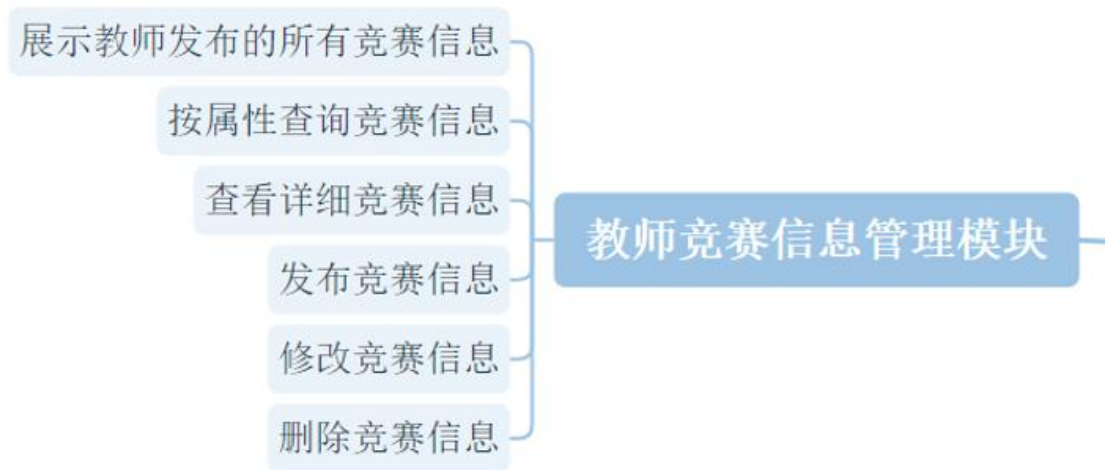 展示教师发布的所有竞赛信息
按属性查询竞赛信息
查看详细竞赛信息
教师竞赛信息管理模块
发布竞赛信息
修改竞赛信息
删除竞赛信息